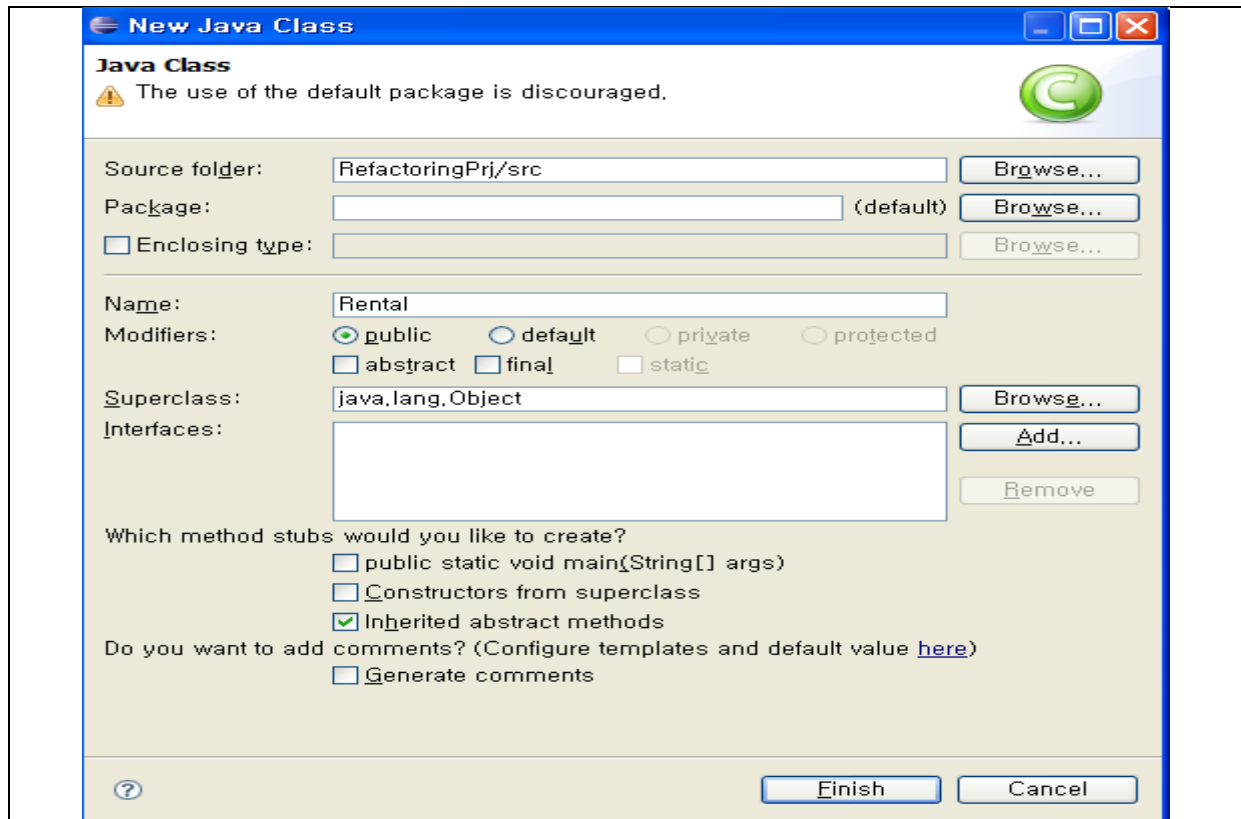 New Java Class
Java Class
The use of the default package is discouraged.
Source folder: RefactoringPrj/src Browse...
Package: (default) Browse...
Enclosing type: Browse...
Name: Rental
Modifiers: public default private protected
abstract final static
Superclass: java.lang.Object Browse...
Interfaces: Add...
Remove
Which method stubs would you like to create?
public static void main(String[] args)
Constructors from superclass
Inherited abstract methods
Do you want to add comments? (Configure templates and default value here)
Generate comments
Finish Cancel